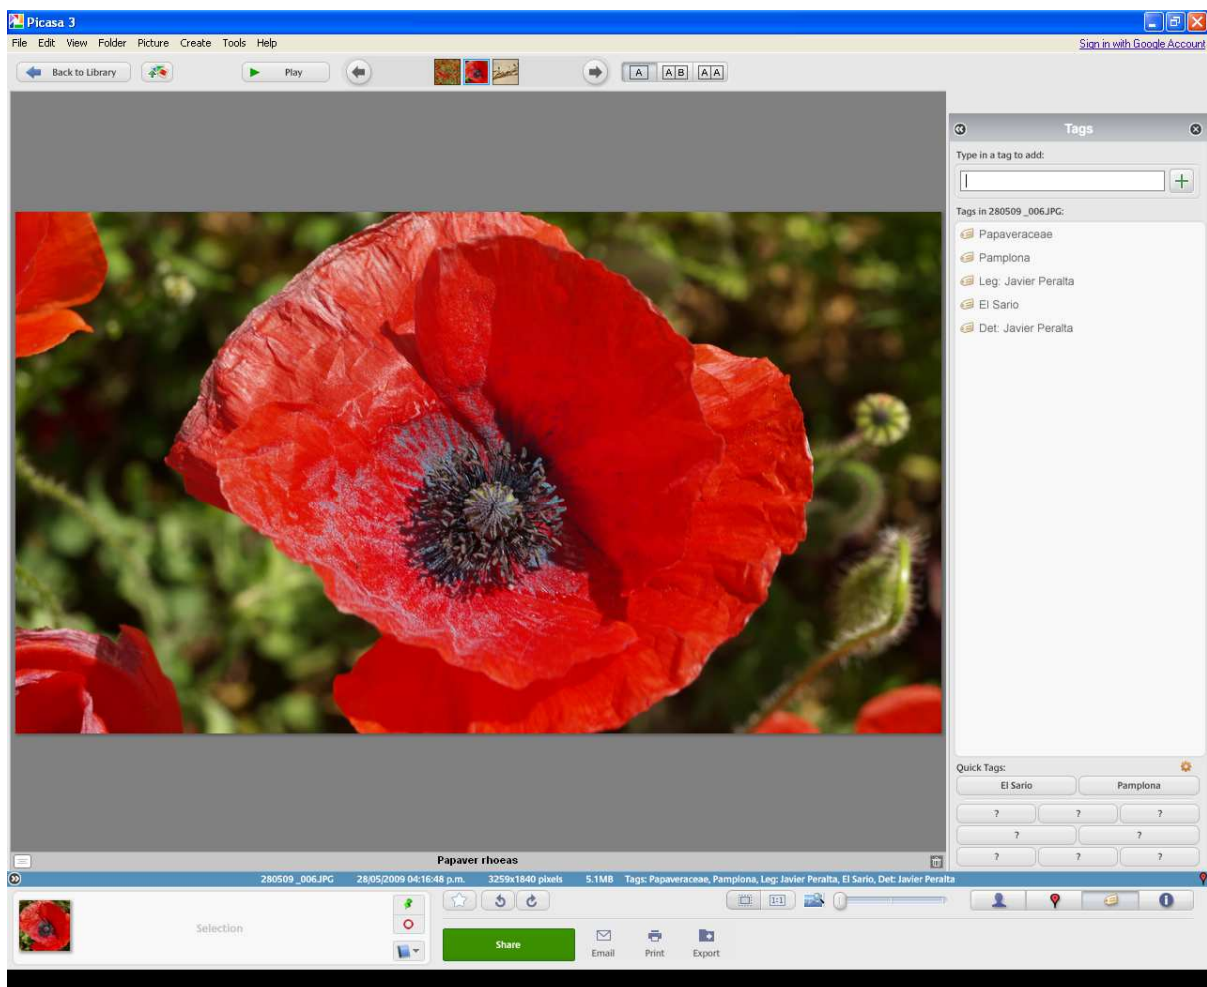 Picasa 3
File Edit View Folder Picture Create Tools Help
Sign in with Google Account
Back to Library
Play
A
A B
A A
Tags
Type in a tag to add:
Tags in 280509 _006.JPG:
Papaveraceae
Pamplona
Leg: Javier Peralta
El Sario
Det: Javier Peralta
Quick Tags:
El Sario Pamplona
? ? ?
? ?
? ? ?
Papaver rhoeas
280509 _006.JPG 28/05/2009 04:16:48 p.m. 3259x1840 pixels 5.1MB Tags: Papaveraceae, Pamplona, Leg: Javier Peralta, El Sario, Det: Javier Peralta
Selection
1:1
Share
Email Print Export